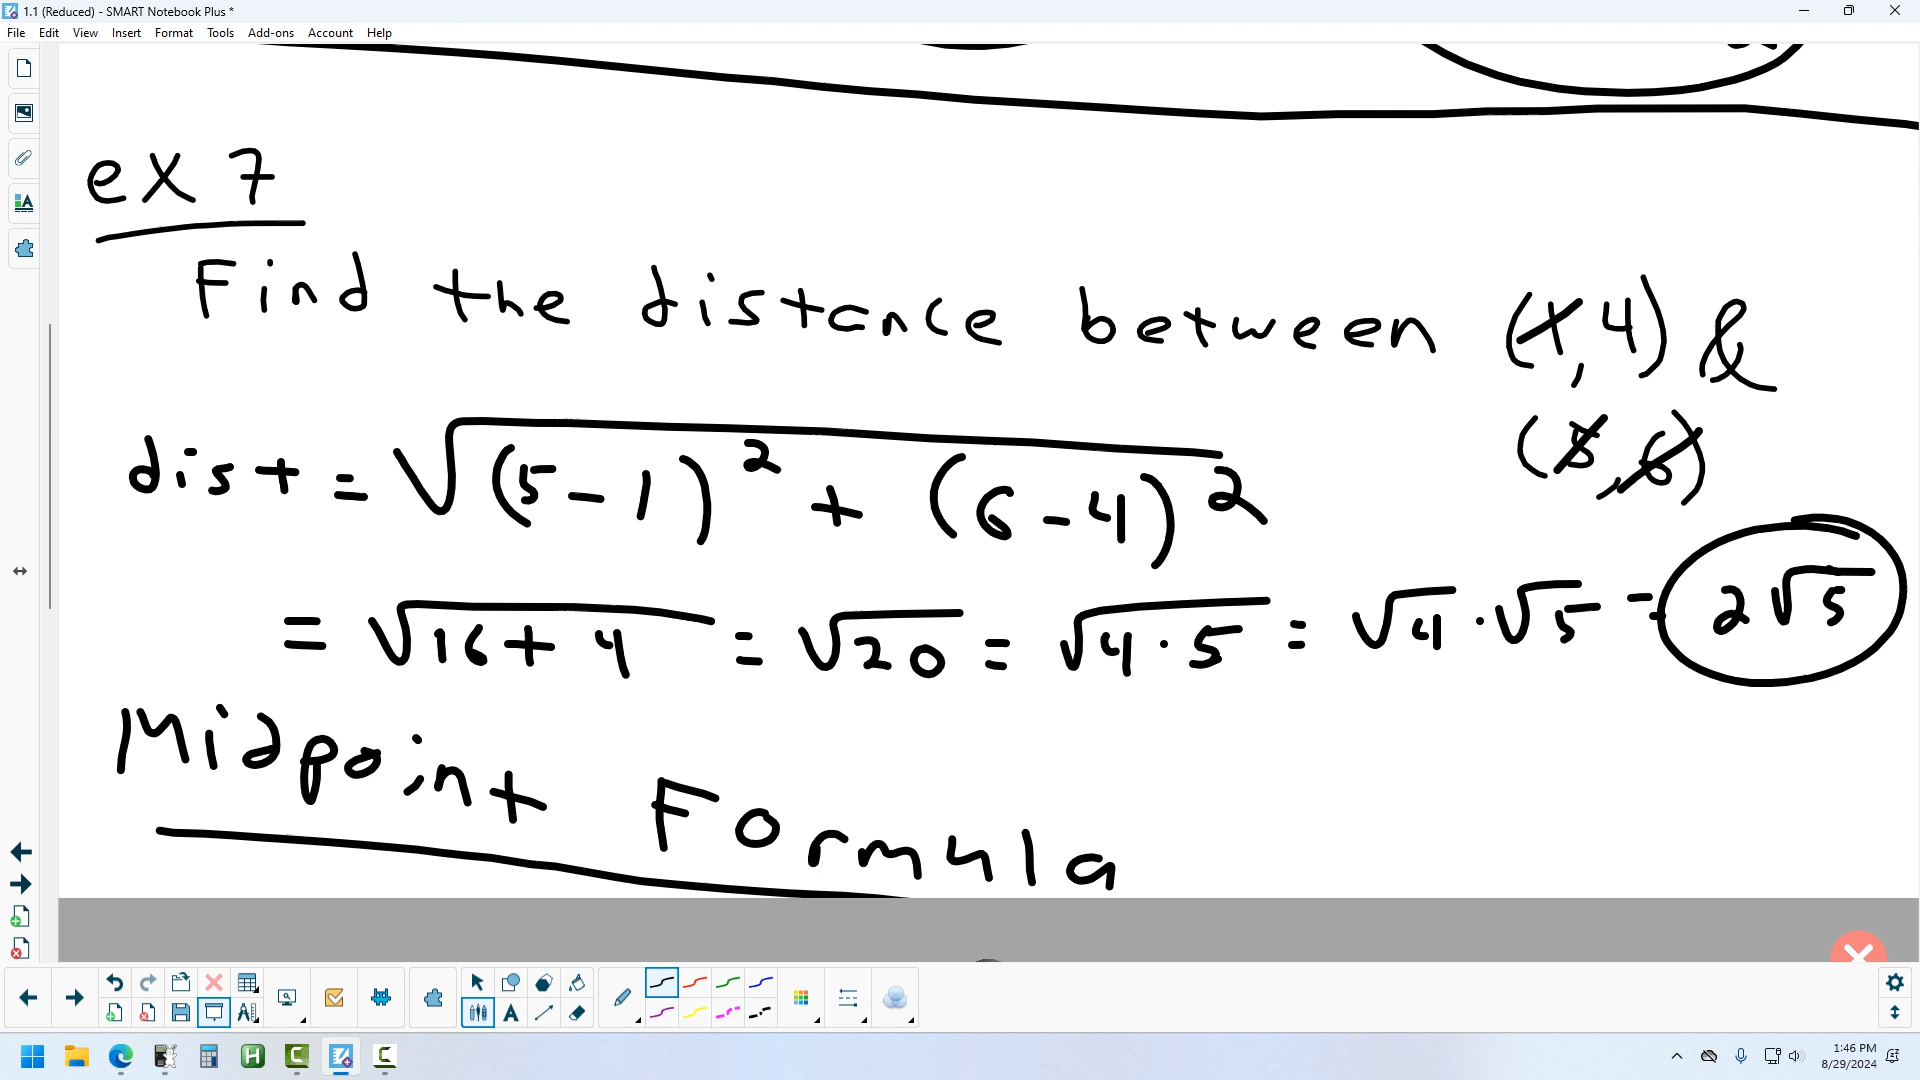 1.1 (Reduced) - SMART Notebook Plus *
File Edit View Insert Format Tools Add-ons Account Help
ex 7
Find the distance between (1, 4) &
(5, 6)
dist = √((5 - 1)² + (6 - 4)²)
= √(16 + 4) = √20 = √(4 · 5) = √4 · √5 = 2√5
Midpoint Formula
1:46 PM
8/29/2024